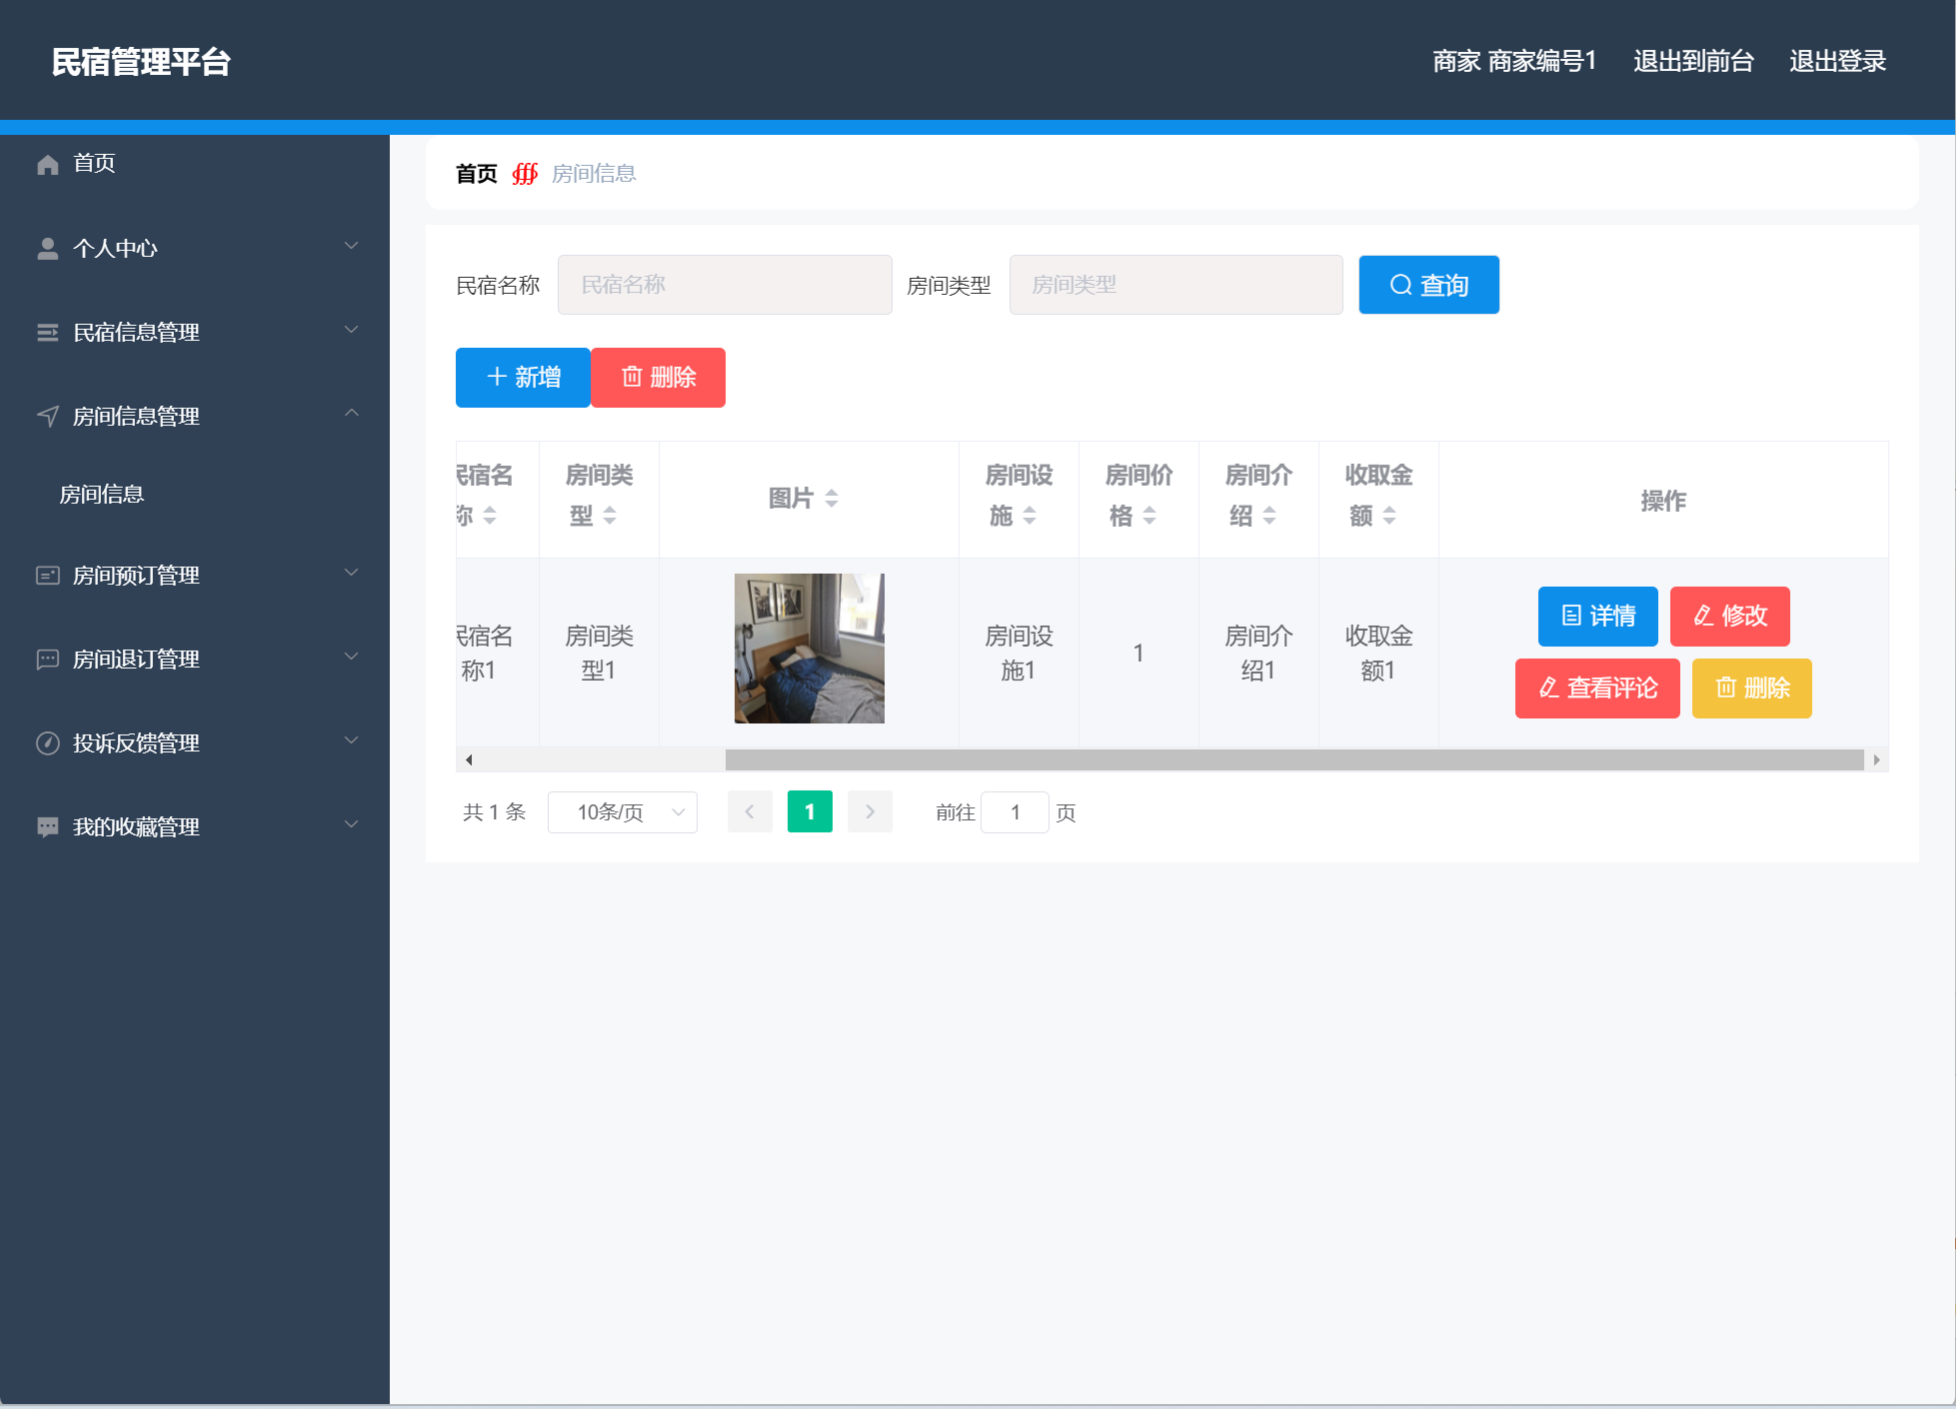 民宿管理平台
商家 商家编号1 退出到前台 退出登录
首页
个人中心
民宿信息管理
房间信息管理
房间信息
房间预订管理
房间退订管理
投诉反馈管理
我的收藏管理
首页 ∰ 房间信息
民宿名称 民宿名称 房间类型 房间类型 查询
新增 删除
民宿名称 房间类型 图片 房间设施 房间价格 房间介绍 收取金额 操作
民宿名称1 房间类型1 房间设施1 1 房间介绍1 收取金额1
详情 修改
查看评论 删除
共 1 条 10条/页 1 前往 1 页